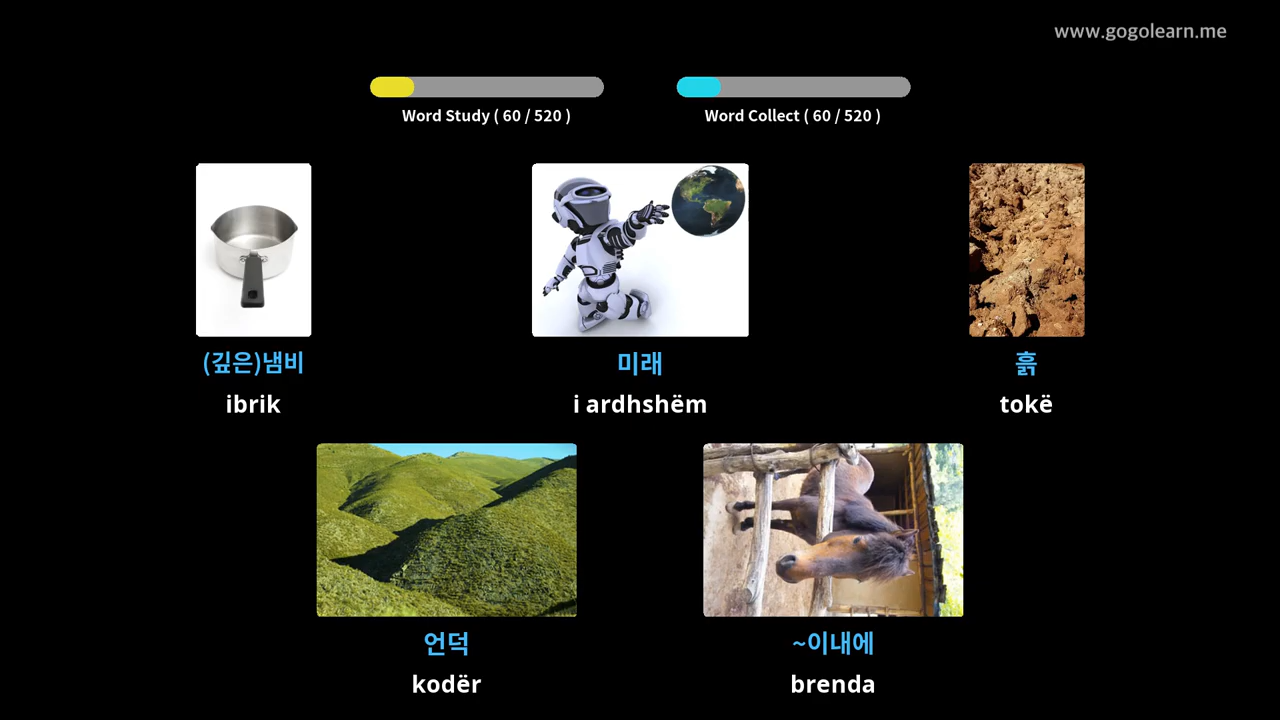 www.gogolearn.me
Word Study ( 60 / 520 )
Word Collect ( 60 / 520 )
(깊은)냄비
미래
흙
ibrik
i ardhshëm
tokë
언덕
~이내에
kodër
brenda